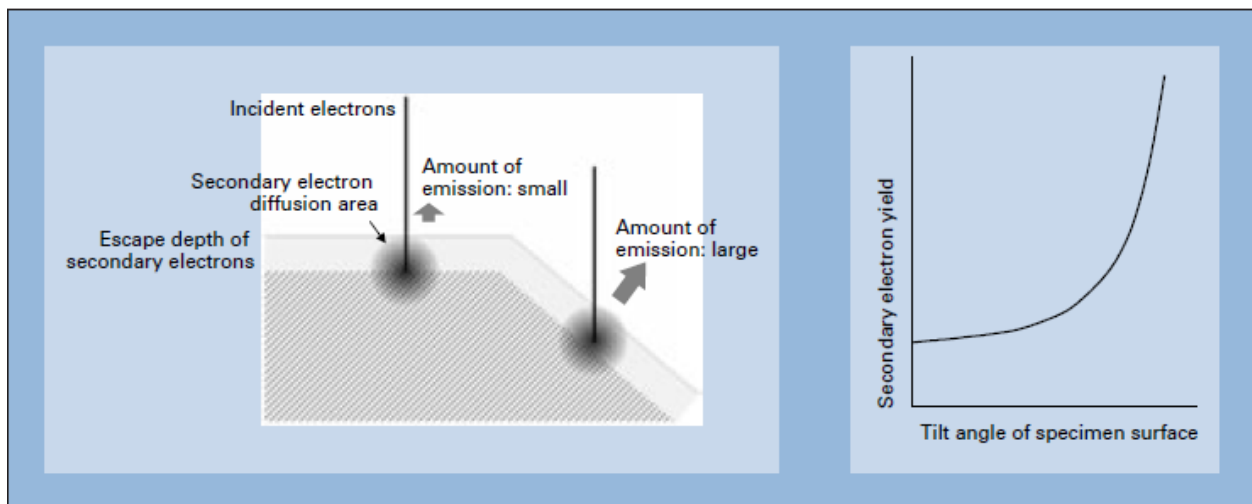 Incident electrons
Amount of
emission: small
Secondary electron
diffusion area
Amount of
emission: large
Escape depth of
secondary electrons
Secondary electron yield
Tilt angle of specimen surface